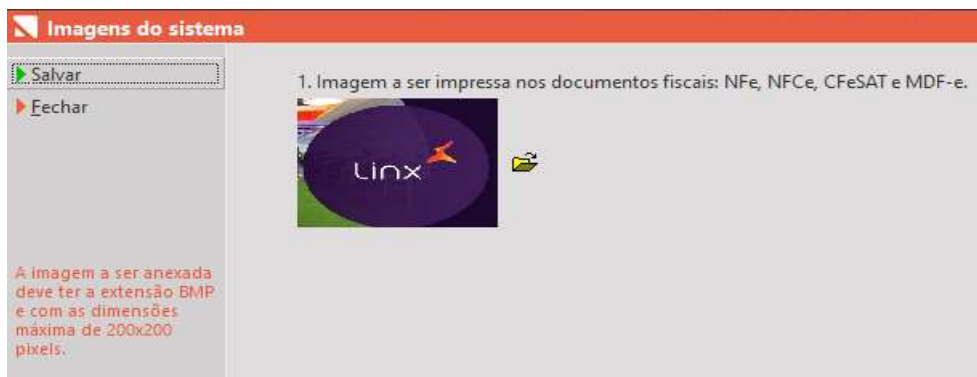 Imagens do sistema
Salvar
Fechar
1. Imagem a ser impressa nos documentos fiscais: NFe, NFCe, CFeSAT e MDF-e.
Linx
A imagem a ser anexada
deve ter a extensão BMP
e com as dimensões
máxima de 200x200
pixels.